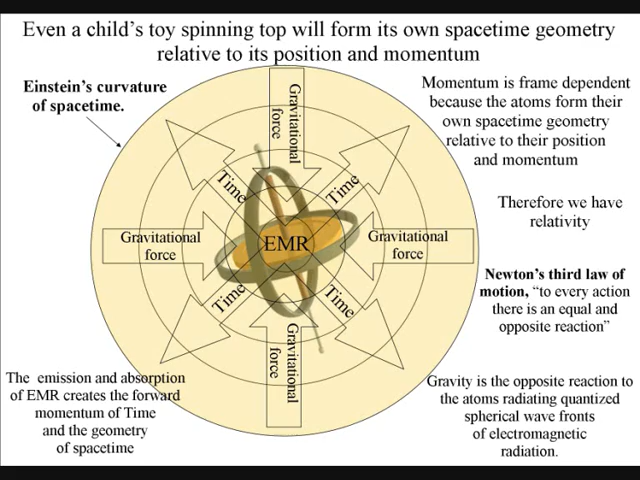 Even a child's toy spinning top will form its own spacetime geometry
relative to its position and momentum
Einstein's curvature
of spacetime.
Momentum is frame dependent
because the atoms form their
own spacetime geometry
relative to their position
and momentum
Therefore we have
relativity
Newton's third law of
motion, “to every action
there is an equal and
opposite reaction”
Gravity is the opposite reaction to
the atoms radiating quantized
spherical wave fronts
of electromagnetic
radiation.
The emission and absorption
of EMR creates the forward
momentum of Time
and the geometry
of spacetime
Gravitational
force
Time
Time
Gravitational
force
EMR
Gravitational
force
Time
Time
Gravitational
force